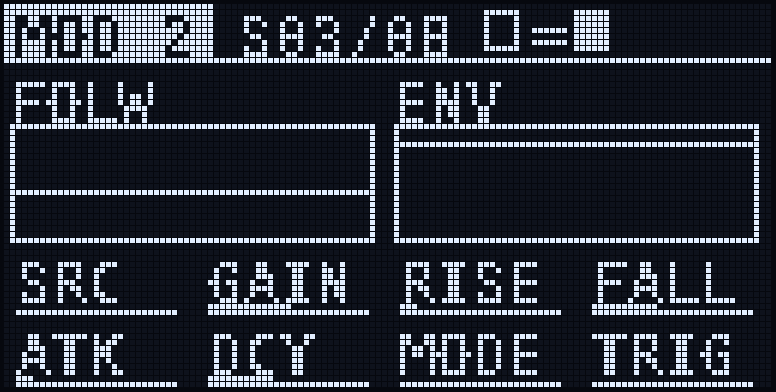 MOD 2 S03/08 □=■
FOLW ENV
SRC GAIN RISE FALL
ATK DCY MODE TRIG